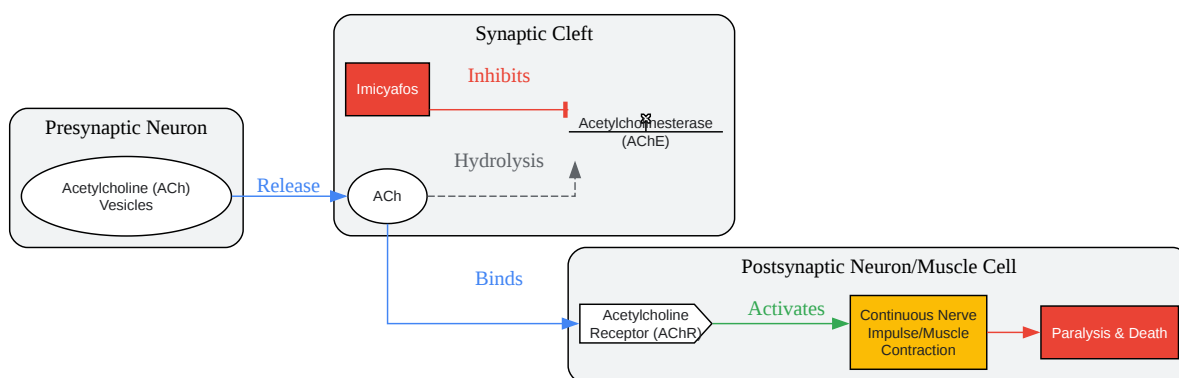 Synaptic Cleft
Imicyafos
Inhibits
Acetylcholinesterase
(AChE)
Presynaptic Neuron
Acetylcholine (ACh)
Vesicles
Release
Hydrolysis
ACh
Binds
Postsynaptic Neuron/Muscle Cell
Acetylcholine
Receptor (AChR)
Activates
Continuous Nerve
Impulse/Muscle
Contraction
Paralysis & Death